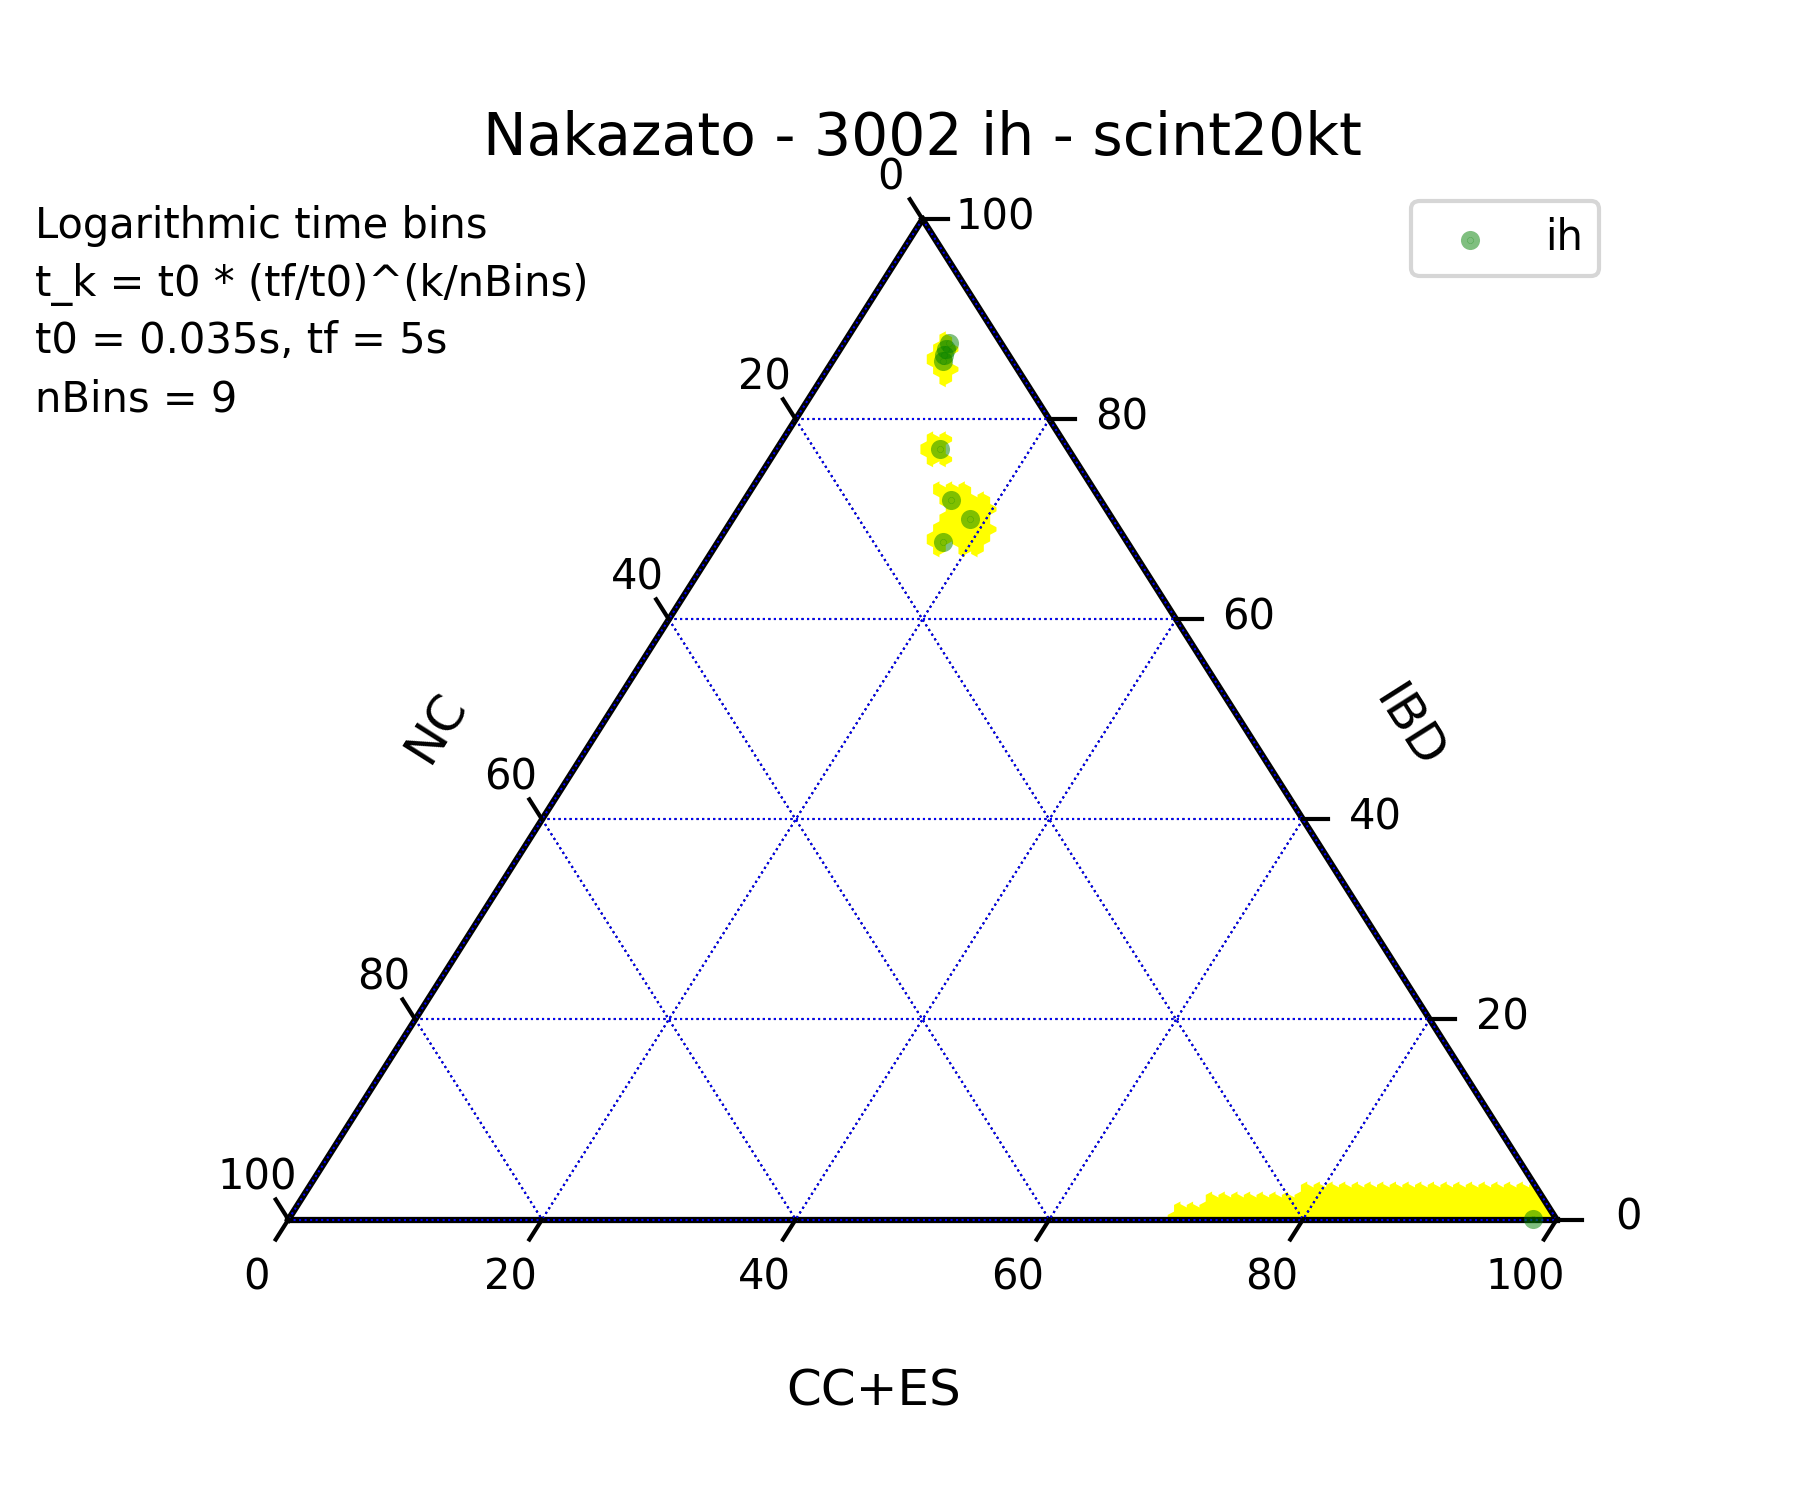 Nakazato - 3002 ih - scint20kt
Logarithmic time bins
t_k = t0 * (tf/t0)^(k/nBins)
t0 = 0.035s, tf = 5s
nBins = 9
ih
0
100
20
80
40
60
NC
IBD
60
40
80
20
100
0
0
20
40
60
80
100
CC+ES